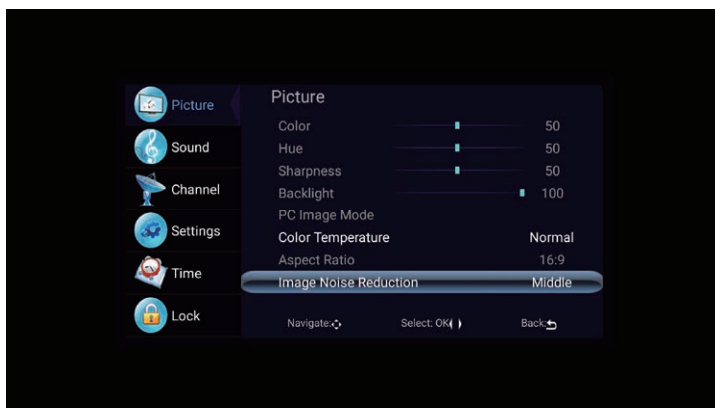 Picture
Sound
Channel
Settings
Time
Lock
Picture
Color 50
Hue 50
Sharpness 50
Backlight 100
PC Image Mode
Color Temperature Normal
Aspect Ratio 16:9
Image Noise Reduction Middle
Navigate: Select: OK( ) Back: